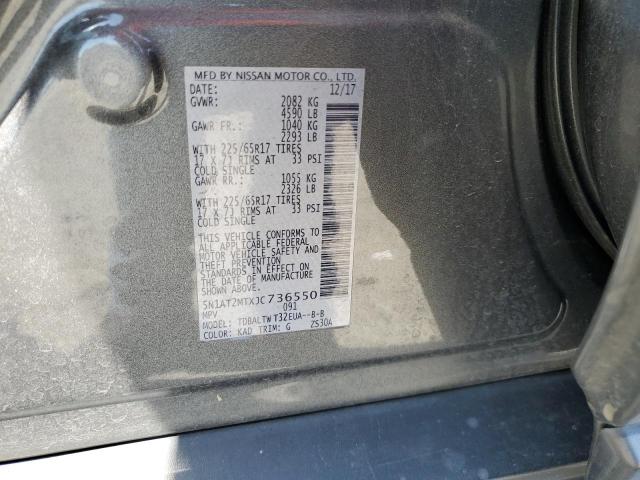 MFD BY NISSAN MOTOR CO., LTD.
DATE: 12/17
GVWR: 2082 KG
4590 LB
GAWR FR.: 1040 KG
2293 LB
WITH 225/65R17 TIRES
17 X 7J RIMS AT 33 PSI
COLD SINGLE
GAWR RR.: 1055 KG
2326 LB
WITH 225/65R17 TIRES
17 X 7J RIMS AT 33 PSI
COLD SINGLE
THIS VEHICLE CONFORMS TO
ALL APPLICABLE FEDERAL
MOTOR VEHICLE SAFETY AND
THEFT PREVENTION
STANDARDS IN EFFECT ON
THE DATE OF MANUFACTURE
SHOWN ABOVE.
5N1AT2MTXJC736550
MPV 091
MODEL: TDBALTWT32EUA--B-B
COLOR: KAD TRIM: G ZS30A